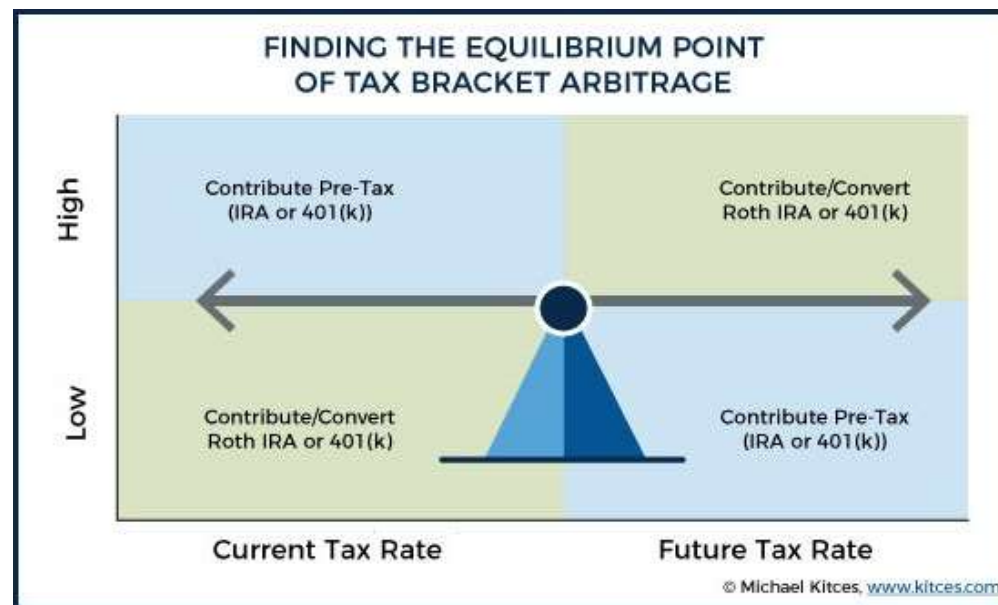 FINDING THE EQUILIBRIUM POINT
OF TAX BRACKET ARBITRAGE
High
Contribute Pre-Tax
(IRA or 401(k))
Contribute/Convert
Roth IRA or 401(k)
Low
Contribute/Convert
Roth IRA or 401(k)
Contribute Pre-Tax
(IRA or 401(k))
Current Tax Rate
Future Tax Rate
© Michael Kitces, www.kitces.com